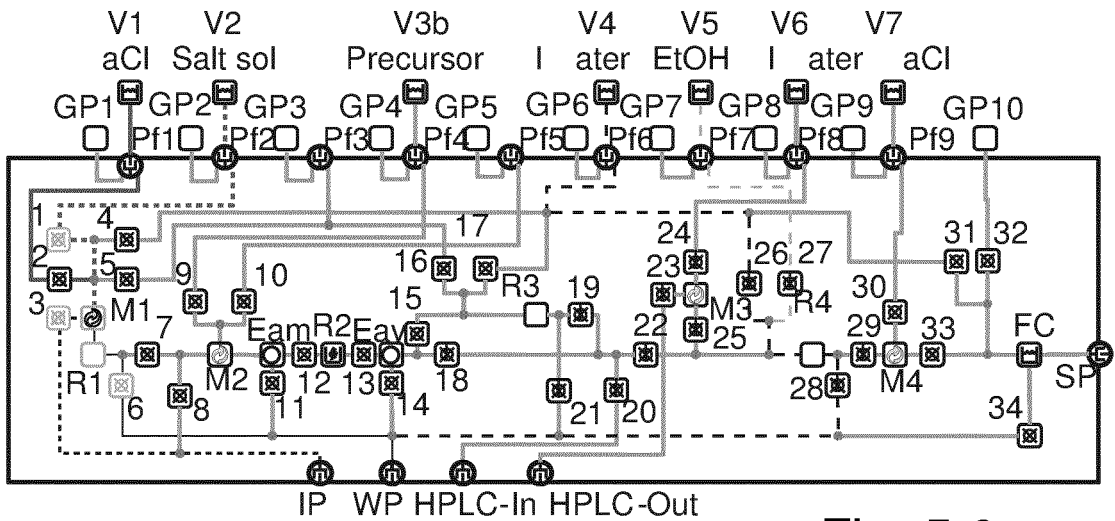 V1 V2 V3b V4 V5 V6 V7
aCl Salt sol Precursor I ater EtOH I ater aCl
GP1 GP2 GP3 GP4 GP5 GP6 GP7 GP8 GP9 GP10
Pf1 Pf2 Pf3 Pf4 Pf5 Pf6 Pf7 Pf8 Pf9
1 4 17
2 5 9 10 16 R3 24 23 26 27 31 32
3 M1 15 19 M3 R4 30
7 Eam R2 Eav 22 25 29 33 FC
R1 M2 12 13 18 28 M4 SP
6 8 11 14 21 20 34
IP WP HPLC-In HPLC-Out